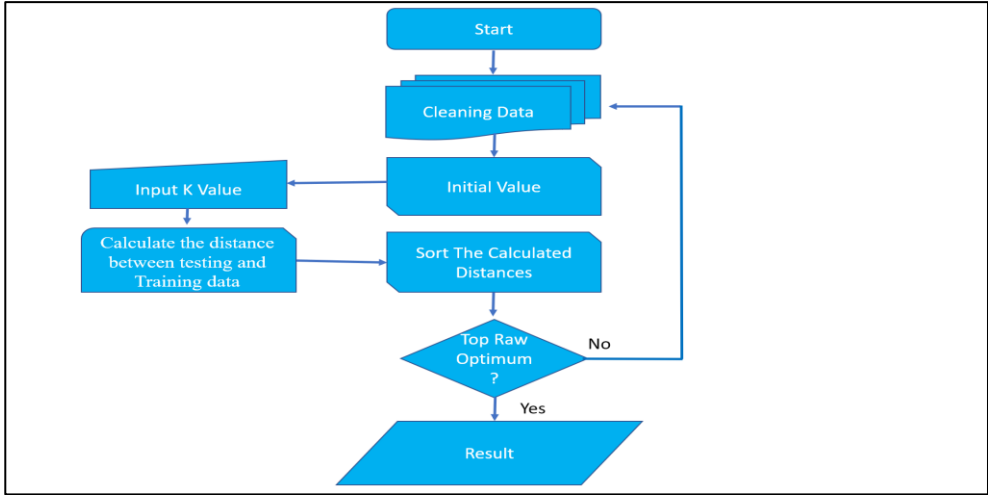 Start
Cleaning Data
Initial Value
Input K Value
Calculate the distance
between testing and
Training data
Sort The Calculated
Distances
Top Raw
Optimum
?
No
Yes
Result